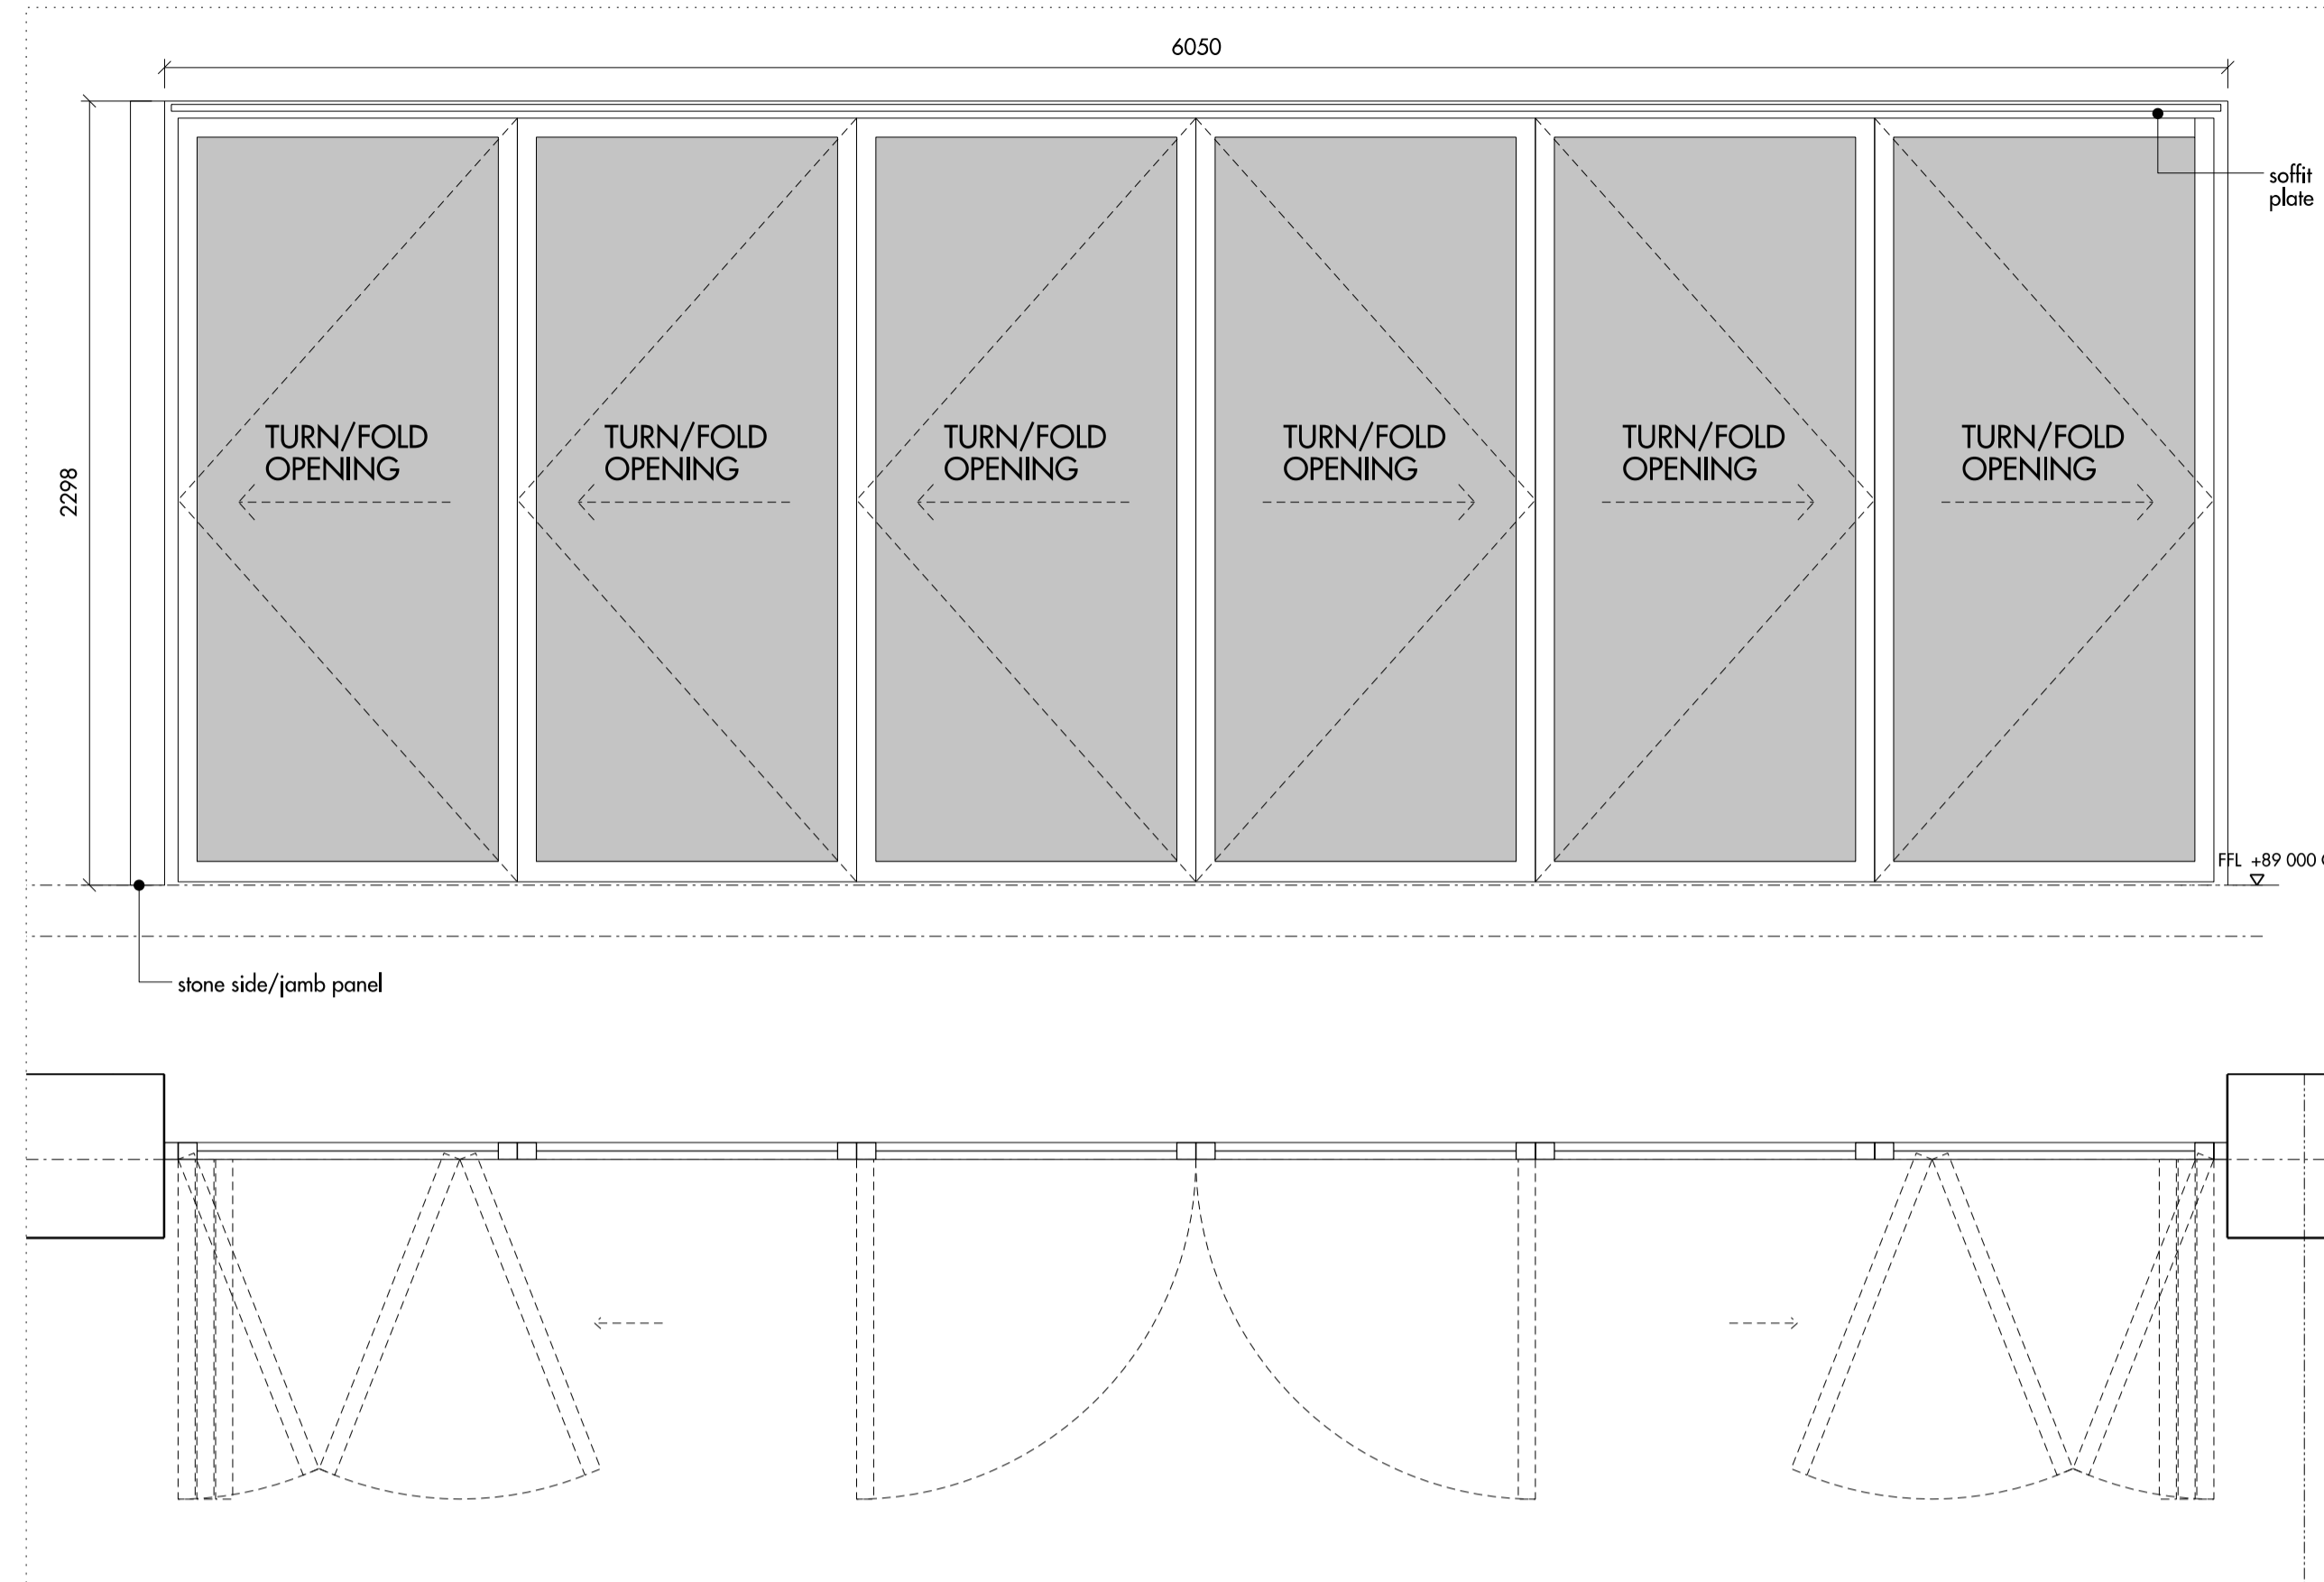 6050
soffit
plate
TURN/FOLD
OPENING
TURN/FOLD
OPENING
TURN/FOLD
OPENING
TURN/FOLD
OPENING
TURN/FOLD
OPENING
TURN/FOLD
OPENING
2298
FFL +89 000
stone side/jamb panel